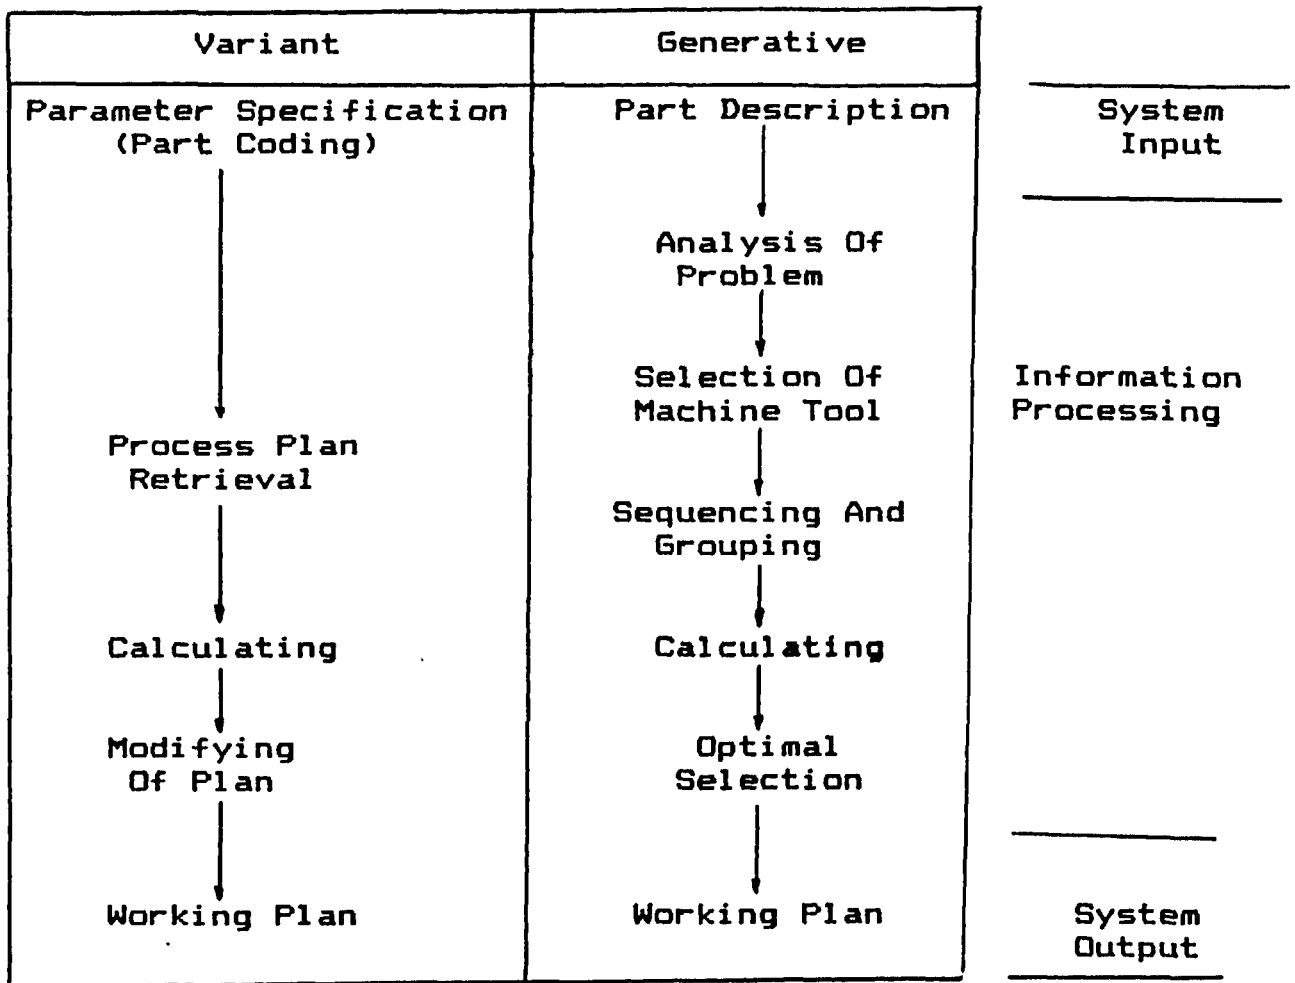 Variant
Parameter Specification
(Part Coding)
Process Plan
Retrieval
Calculating
Modifying
Of Plan
Working Plan
Generative
Part Description
Analysis Of
Problem
Selection Of
Machine Tool
Sequencing And
Grouping
Calculating
Optimal
Selection
Working Plan
System
Input
Information
Processing
System
Output